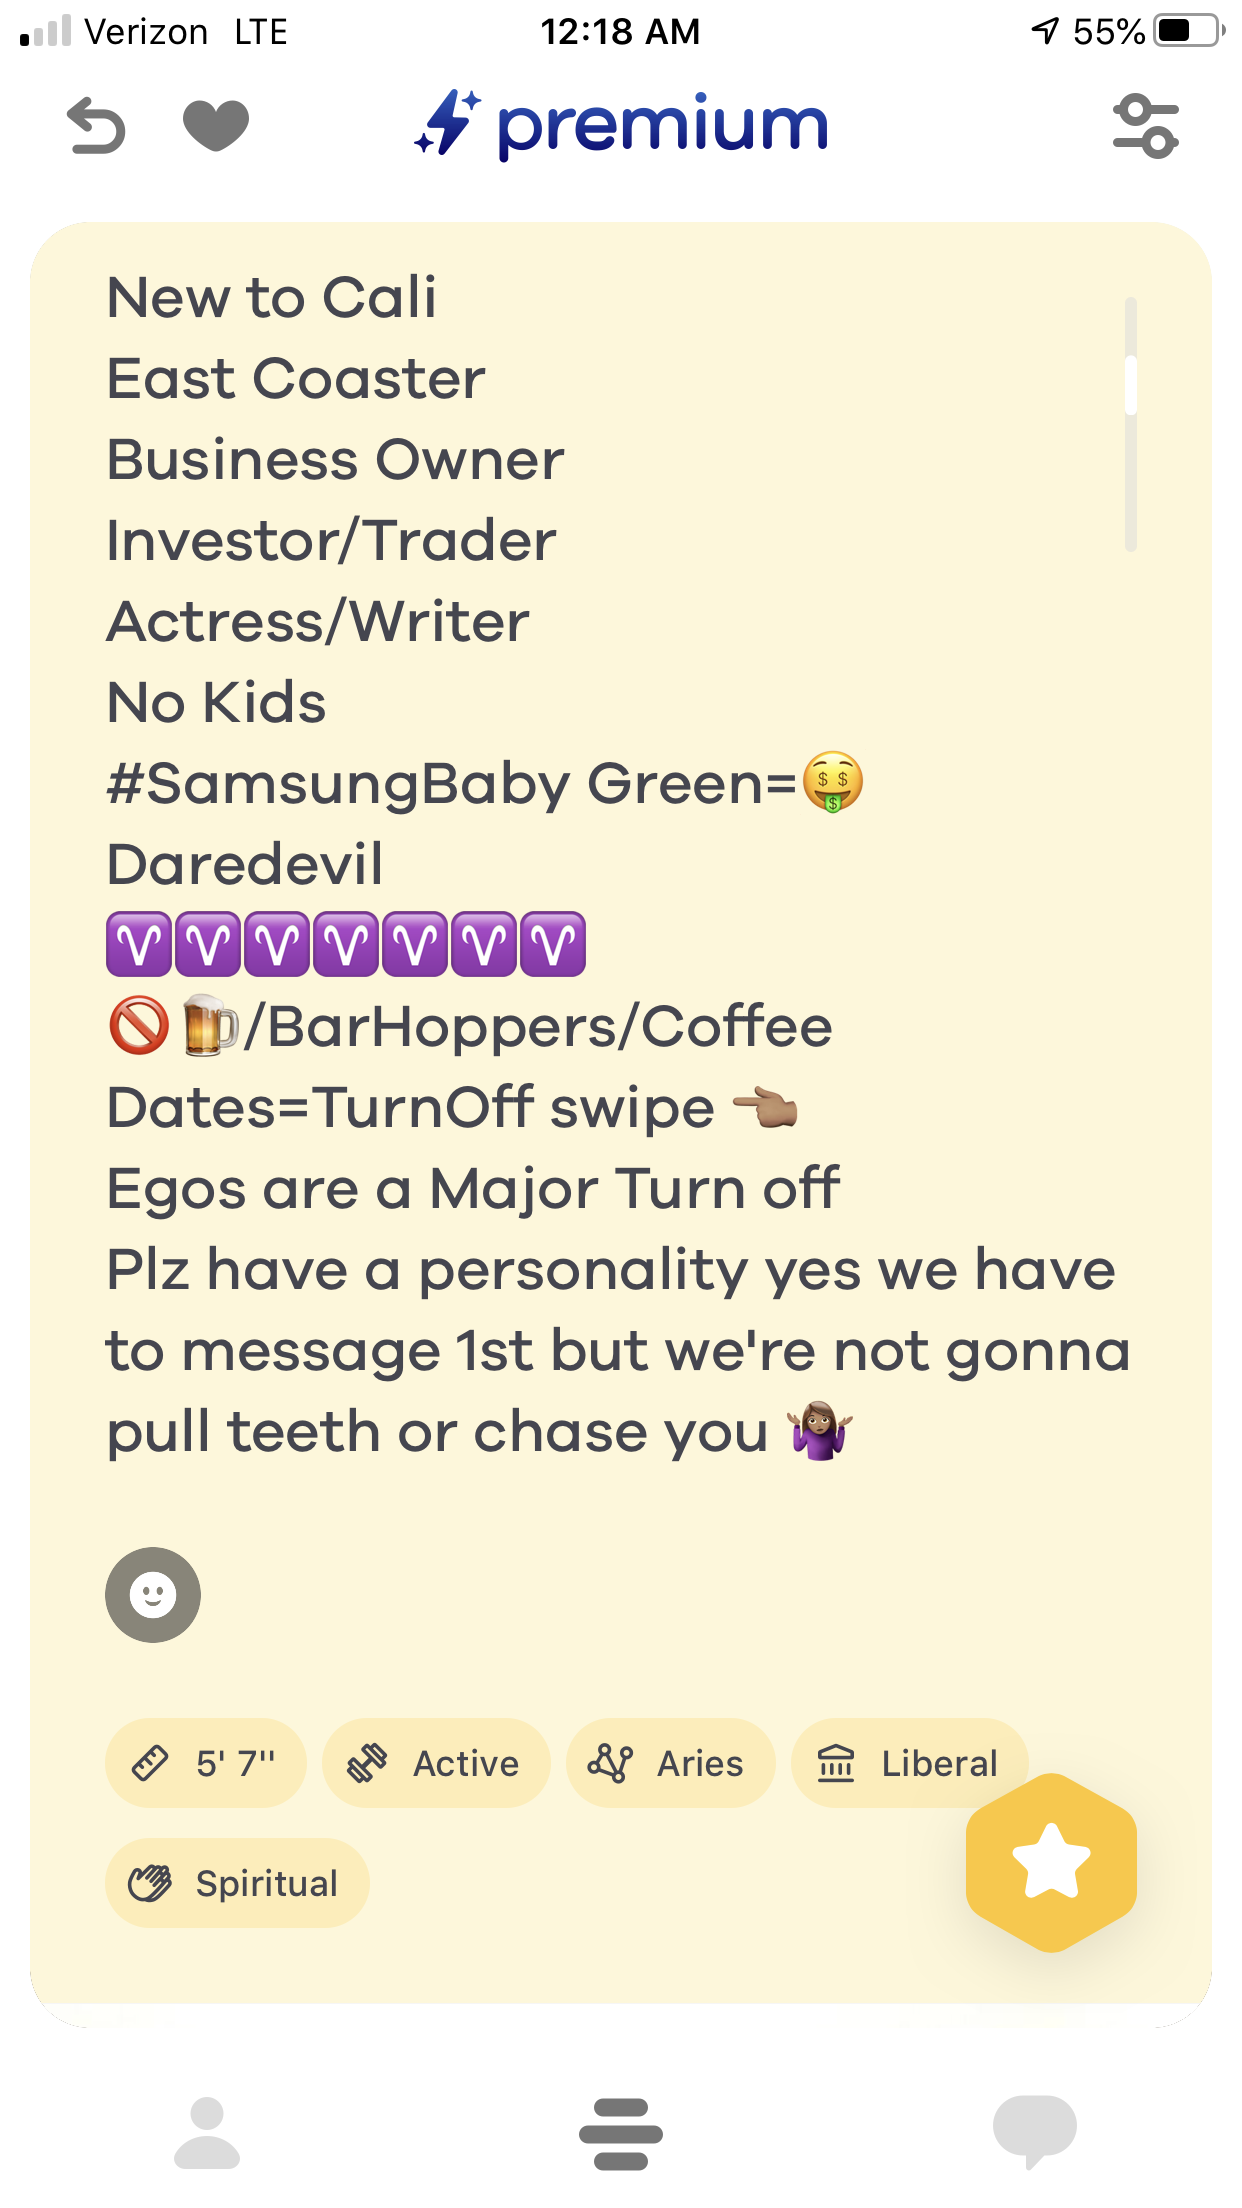 Verizon LTE 12:18 AM 55%
premium
New to Cali
East Coaster
Business Owner
Investor/Trader
Actress/Writer
No Kids
#SamsungBaby Green=🤑
Daredevil
♈♈♈♈♈♈♈
🚫🍺/BarHoppers/Coffee
Dates=TurnOff swipe 👈🏽
Egos are a Major Turn off
Plz have a personality yes we have
to message 1st but we're not gonna
pull teeth or chase you 🤷🏽‍♀️
5' 7" Active Aries Liberal
Spiritual